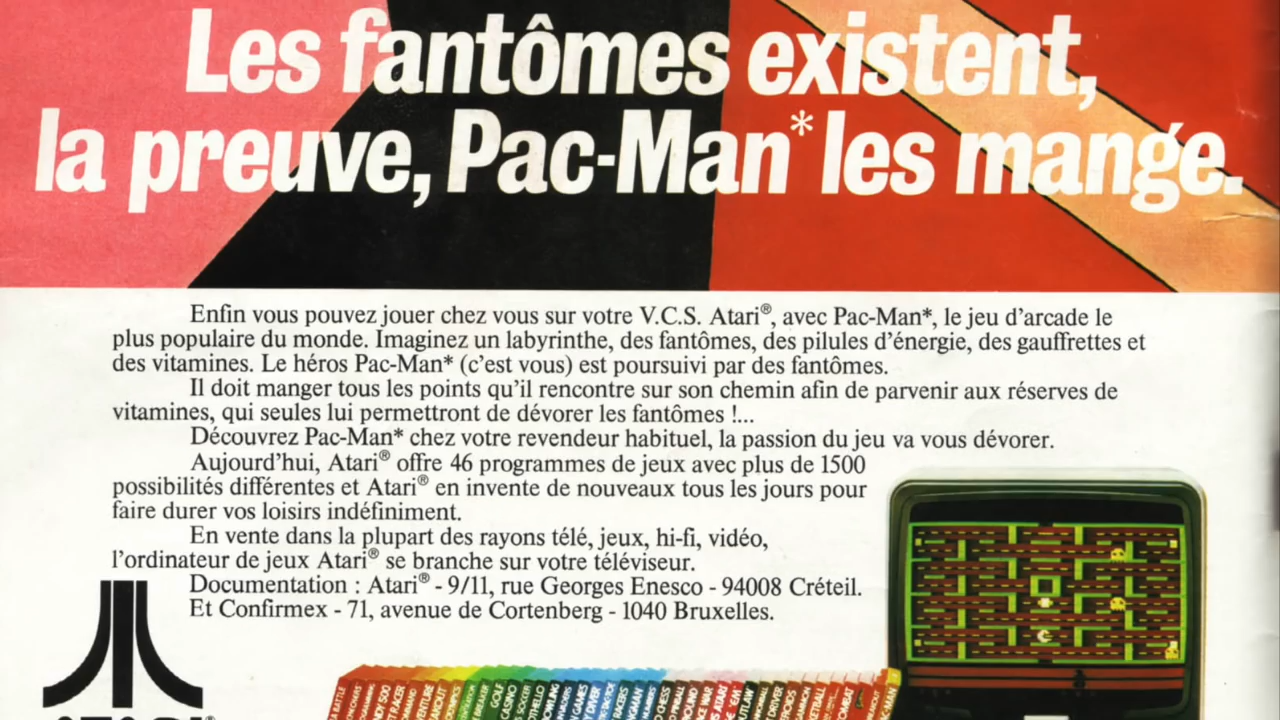 Les fantômes existent,
la preuve, Pac-Man* les mange.
Enfin vous pouvez jouer chez vous sur votre V.C.S. Atari®, avec Pac-Man*, le jeu d'arcade le
plus populaire du monde. Imaginez un labyrinthe, des fantômes, des pilules d'énergie, des gauffrettes et
des vitamines. Le héros Pac-Man* (c'est vous) est poursuivi par des fantômes.
Il doit manger tous les points qu'il rencontre sur son chemin afin de parvenir aux réserves de
vitamines, qui seules lui permettront de dévorer les fantômes !...
Découvrez Pac-Man* chez votre revendeur habituel, la passion du jeu va vous dévorer.
Aujourd'hui, Atari® offre 46 programmes de jeux avec plus de 1500
possibilités différentes et Atari® en invente de nouveaux tous les jours pour
faire durer vos loisirs indéfiniment.
En vente dans la plupart des rayons télé, jeux, hi-fi, vidéo,
l'ordinateur de jeux Atari® se branche sur votre téléviseur.
Documentation : Atari® - 9/11, rue Georges Enesco - 94008 Créteil.
Et Confirmex - 71, avenue de Cortenberg - 1040 Bruxelles.
GOLF
CASINO
OTHELLO
OUTLAW
COMBAT